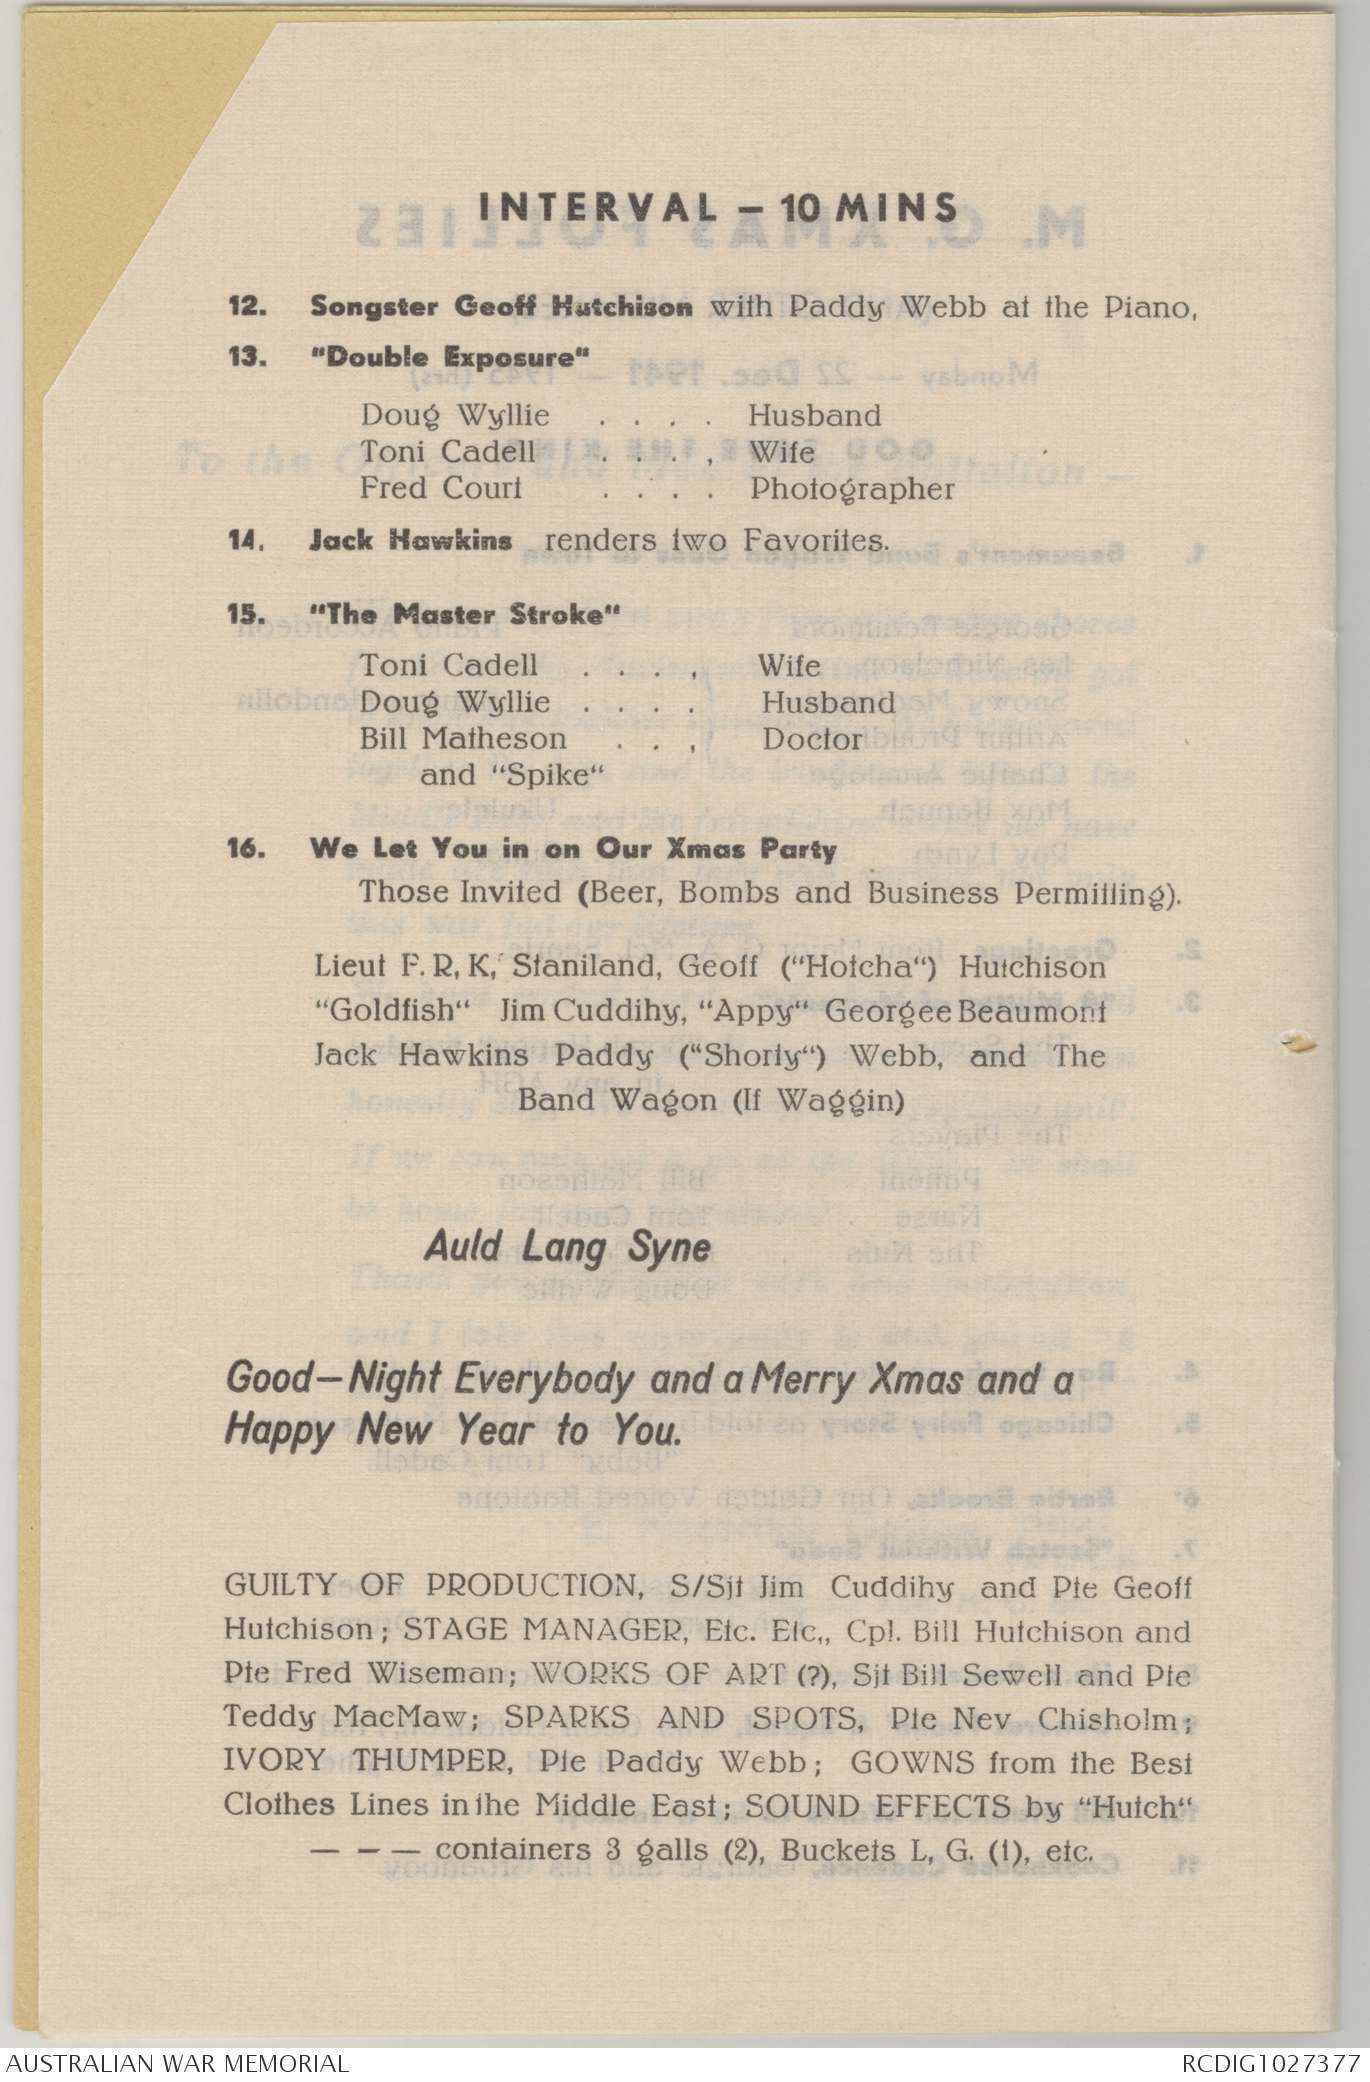 INTERVAL — 10 MINS
12. Songster Geoff Hutchison with Paddy Webb at the Piano,
13. “Double Exposure“
Doug Wyllie . . . . Husband
Toni Cadell . . . , Wife
Fred Court . . . . Photographer
14. Jack Hawkins renders two Favorites.
15. “The Master Stroke“
Toni Cadell . . . , Wife
Doug Wyllie . . . . Husband
Bill Matheson . . , Doctor
and “Spike“
16. We Let You in on Our Xmas Party
Those Invited (Beer, Bombs and Business Permitting).
Lieut F. R, K, Staniland, Geoff (“Hotcha“) Hutchison
“Goldfish“ Jim Cuddihy, “Appy“ Georgee Beaumont
Jack Hawkins Paddy (“Shorty“) Webb, and The
Band Wagon (If Waggin)
Auld Lang Syne
Good—Night Everybody and a Merry Xmas and a
Happy New Year to You.
GUILTY OF PRODUCTION, S/Sjt Jim Cuddihy and Pte Geoff
Hutchison; STAGE MANAGER, Etc. Etc,, Cpl. Bill Hutchison and
Pte Fred Wiseman; WORKS OF ART (?), Sjt Bill Sewell and Pte
Teddy MacMaw; SPARKS AND SPOTS, Pte Nev Chisholm;
IVORY THUMPER, Pte Paddy Webb; GOWNS from the Best
Clothes Lines in the Middle East; SOUND EFFECTS by “Hutch“
— — — containers 3 galls (2), Buckets L, G. (1), etc.
AUSTRALIAN WAR MEMORIAL
RCDIG1027377